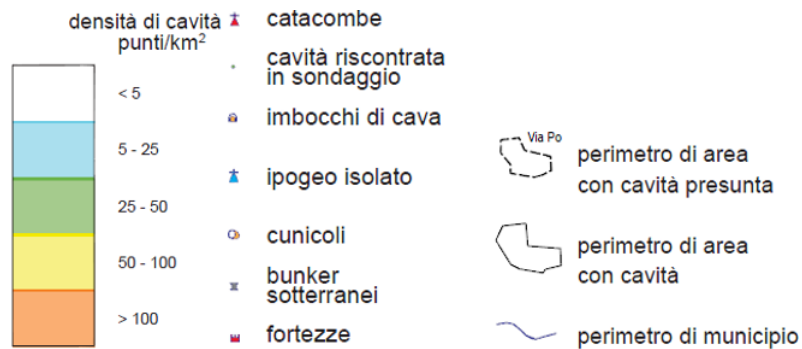 densità di cavità
punti/km²
< 5
5 - 25
25 - 50
50 - 100
> 100
catacombe
cavità riscontrata
in sondaggio
imbocchi di cava
ipogeo isolato
cunicoli
bunker
sotterranei
fortezze
Via Po
perimetro di area
con cavità presunta
perimetro di area
con cavità
perimetro di municipio